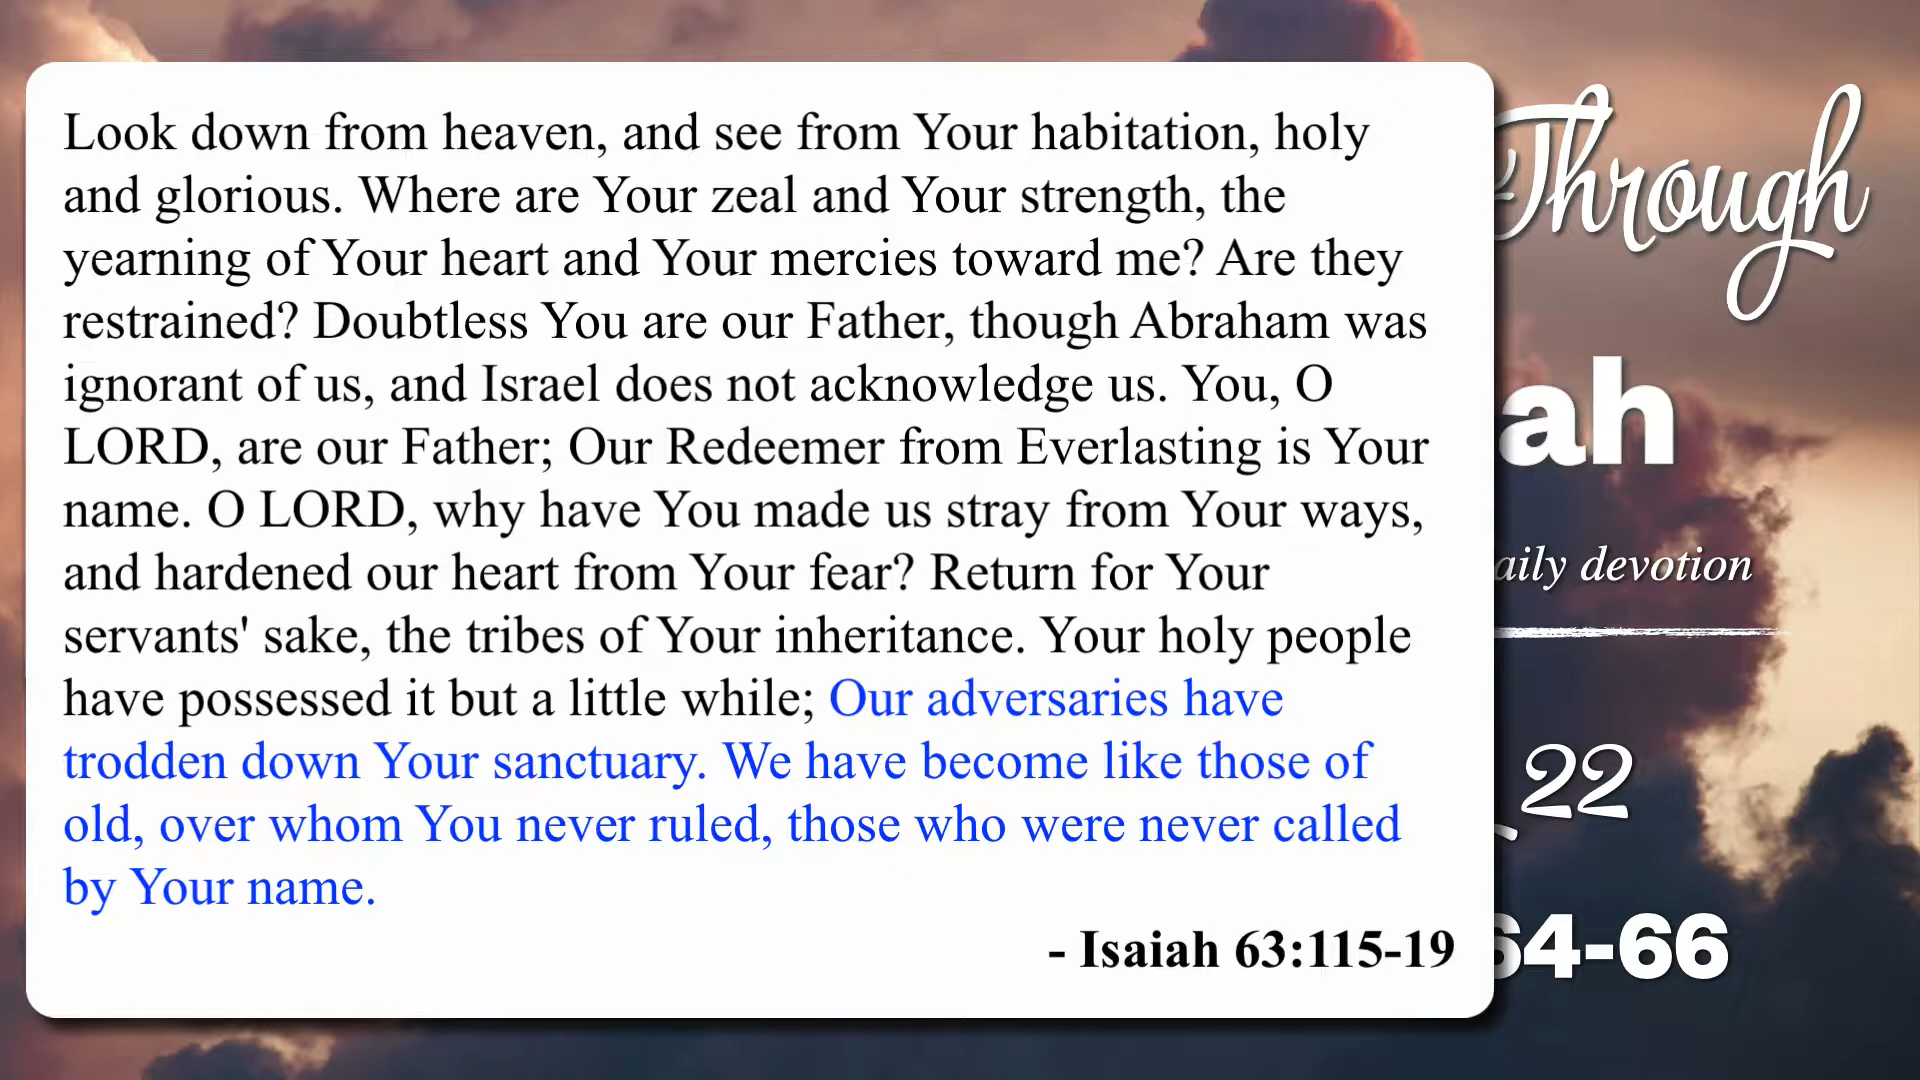 Look down from heaven, and see from Your habitation, holy
and glorious. Where are Your zeal and Your strength, the
yearning of Your heart and Your mercies toward me? Are they
restrained? Doubtless You are our Father, though Abraham was
ignorant of us, and Israel does not acknowledge us. You, O
LORD, are our Father; Our Redeemer from Everlasting is Your
name. O LORD, why have You made us stray from Your ways,
and hardened our heart from Your fear? Return for Your
servants' sake, the tribes of Your inheritance. Your holy people
have possessed it but a little while; Our adversaries have
trodden down Your sanctuary. We have become like those of
old, over whom You never ruled, those who were never called
by Your name.
- Isaiah 63:115-19
Through
ah
aily devotion
22
64-66